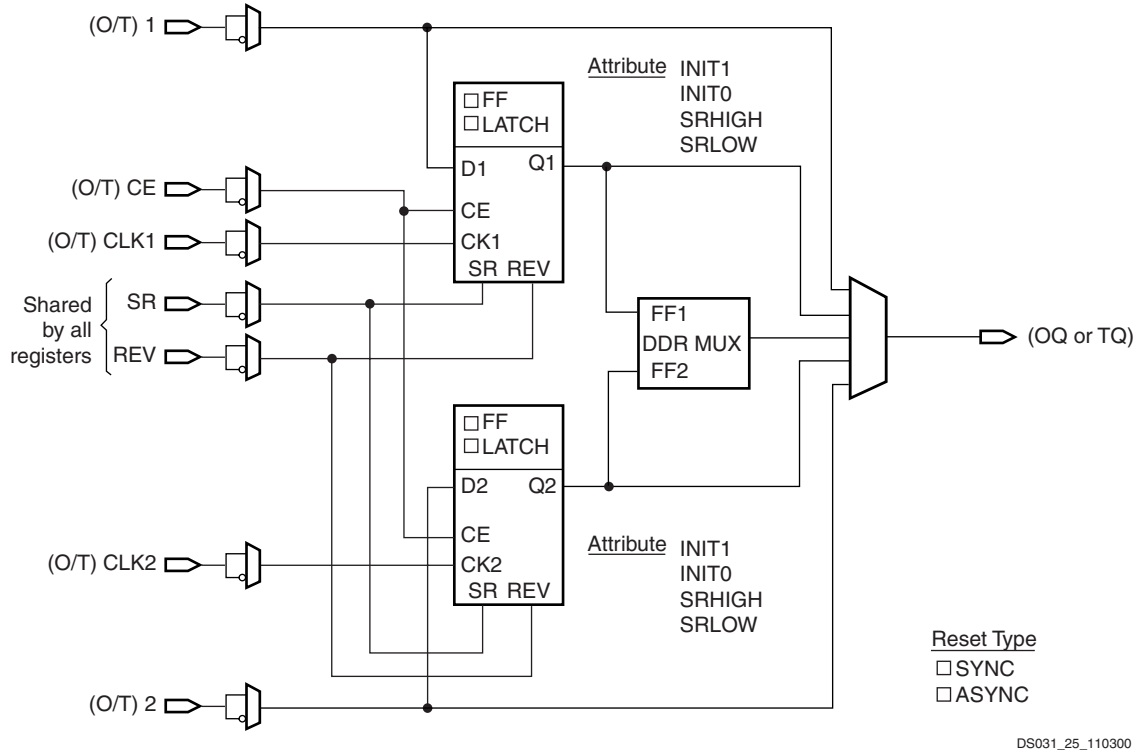 (O/T) 1
Attribute INIT1
INIT0
SRHIGH
SRLOW
FF
LATCH
D1 Q1
(O/T) CE
CE
(O/T) CLK1
CK1
SR REV
Shared
by all
registers
SR
REV
FF1
DDR MUX
FF2
(OQ or TQ)
FF
LATCH
D2 Q2
CE
(O/T) CLK2
CK2
SR REV
Attribute INIT1
INIT0
SRHIGH
SRLOW
(O/T) 2
Reset Type
SYNC
ASYNC
DS031_25_110300